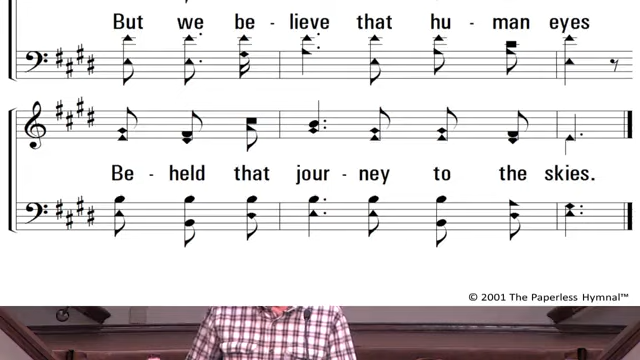 But we be - lieve that hu - man eyes
Be - held that jour - ney to the skies.
© 2001 The Paperless Hymnal™